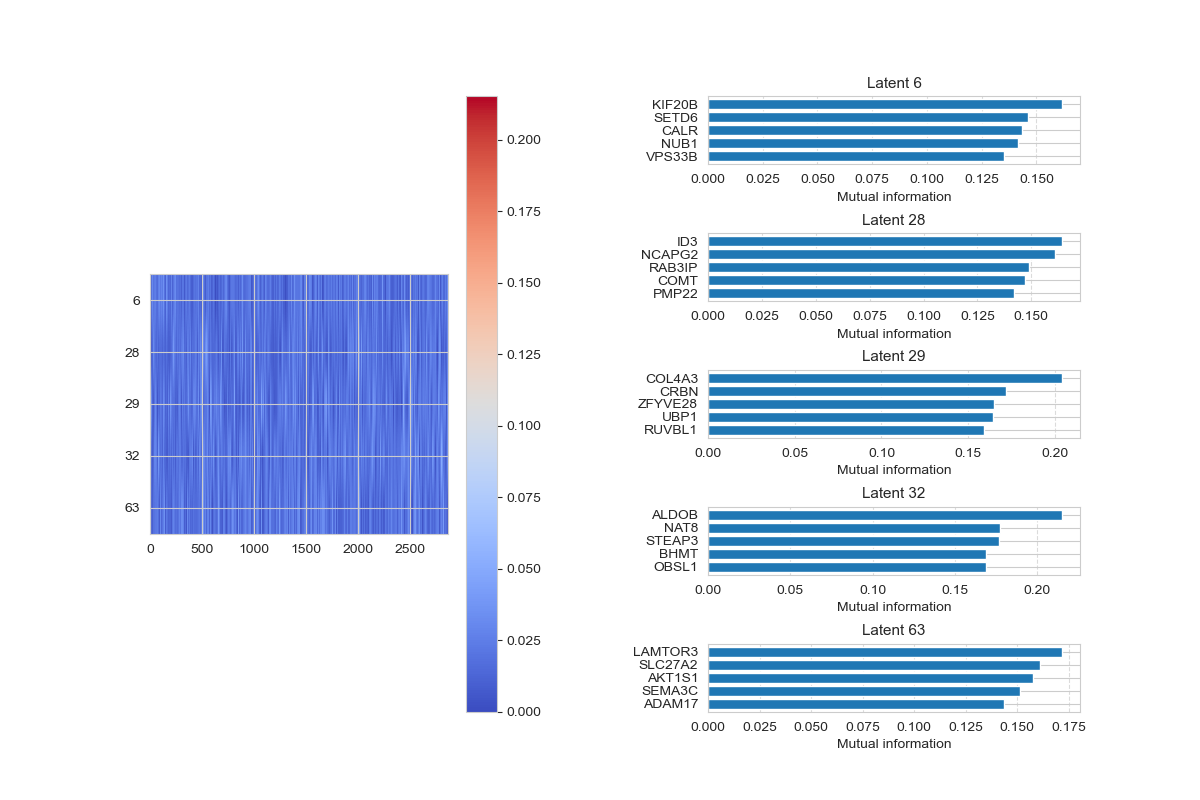 6
28
29
32
63
0 500 1000 1500 2000 2500
0.200
0.175
0.150
0.125
0.100
0.075
0.050
0.025
0.000
Latent 6
KIF20B
SETD6
CALR
NUB1
VPS33B
0.000 0.025 0.050 0.075 0.100 0.125 0.150
Mutual information
Latent 28
ID3
NCAPG2
RAB3IP
COMT
PMP22
0.000 0.025 0.050 0.075 0.100 0.125 0.150
Mutual information
Latent 29
COL4A3
CRBN
ZFYVE28
UBP1
RUVBL1
0.00 0.05 0.10 0.15 0.20
Mutual information
Latent 32
ALDOB
NAT8
STEAP3
BHMT
OBSL1
0.00 0.05 0.10 0.15 0.20
Mutual information
Latent 63
LAMTOR3
SLC27A2
AKT1S1
SEMA3C
ADAM17
0.000 0.025 0.050 0.075 0.100 0.125 0.150 0.175
Mutual information